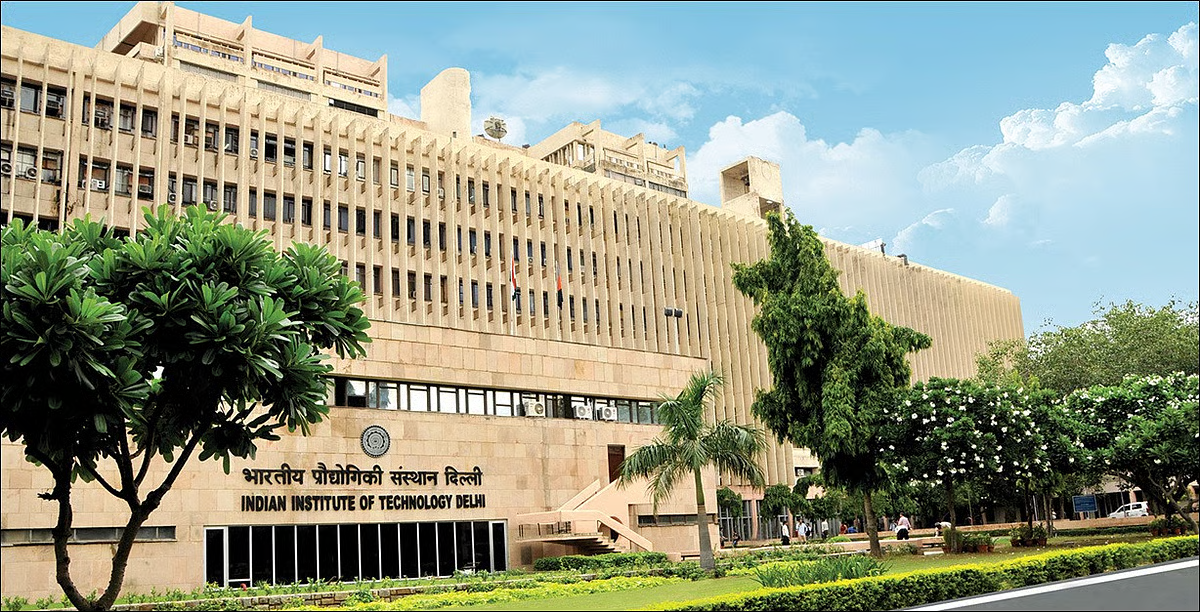 भारतीय प्रौद्योगिकी संस्थान दिल्ली
INDIAN INSTITUTE OF TECHNOLOGY DELHI